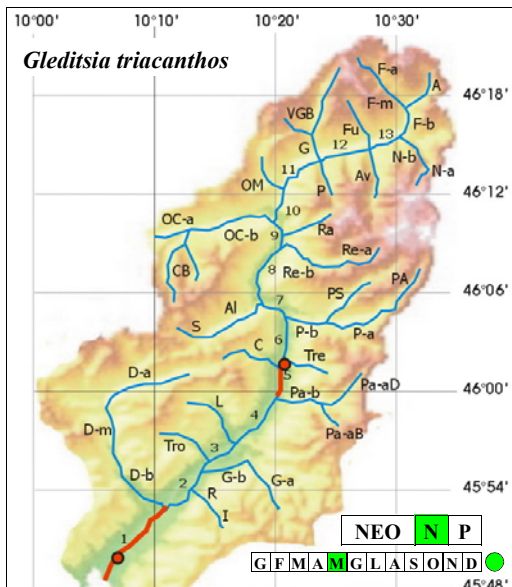 10°00' 10°10' 10°20' 10°30'
Gleditsia triacanthos
F-a
A
46°18'
F-m
VGB
F-b
Fu
13
12
G
N-b
11
N-a
Av
OM
P
46°12'
10
OC-a
Ra
OC-b
9
Re-a
CB
8
Re-b
PA
PS
46°06'
7
Al
S
P-b
P-a
6
C
Tre
D-a
S
46°00'
Pa-b
Pa-aD
L
4
D-m
Pa-aB
Tro
3
D-b
G-b
G-a
2
45°54'
R
I
1
NEO N P
G F M A M G L A S O N D
45°48'